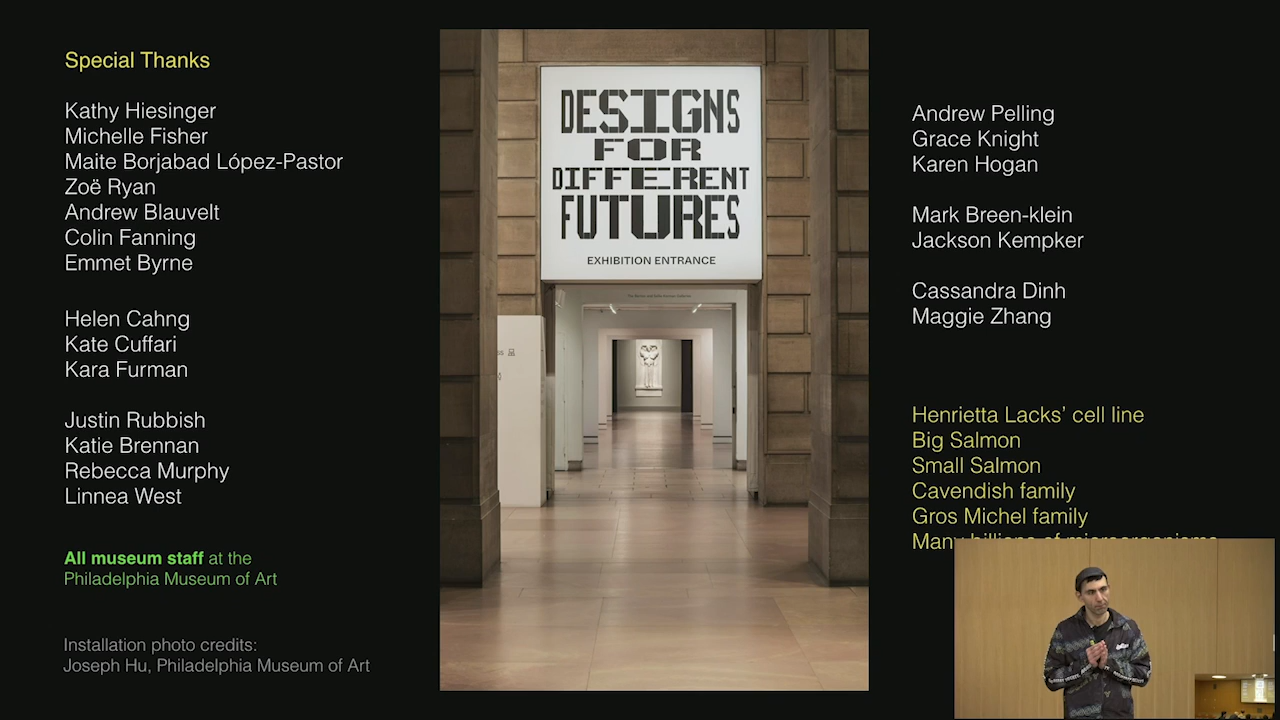 Special Thanks
Kathy Hiesinger
Michelle Fisher
Maite Borjabad López-Pastor
Zoë Ryan
Andrew Blauvelt
Colin Fanning
Emmet Byrne
Helen Cahng
Kate Cuffari
Kara Furman
Justin Rubbish
Katie Brennan
Rebecca Murphy
Linnea West
All museum staff at the
Philadelphia Museum of Art
Installation photo credits:
Joseph Hu, Philadelphia Museum of Art
DESIGNS
FOR
DIFFERENT
FUTURES
EXHIBITION ENTRANCE
Andrew Pelling
Grace Knight
Karen Hogan
Mark Breen-klein
Jackson Kempker
Cassandra Dinh
Maggie Zhang
Henrietta Lacks' cell line
Big Salmon
Small Salmon
Cavendish family
Gros Michel family
Many billions of microorganisms